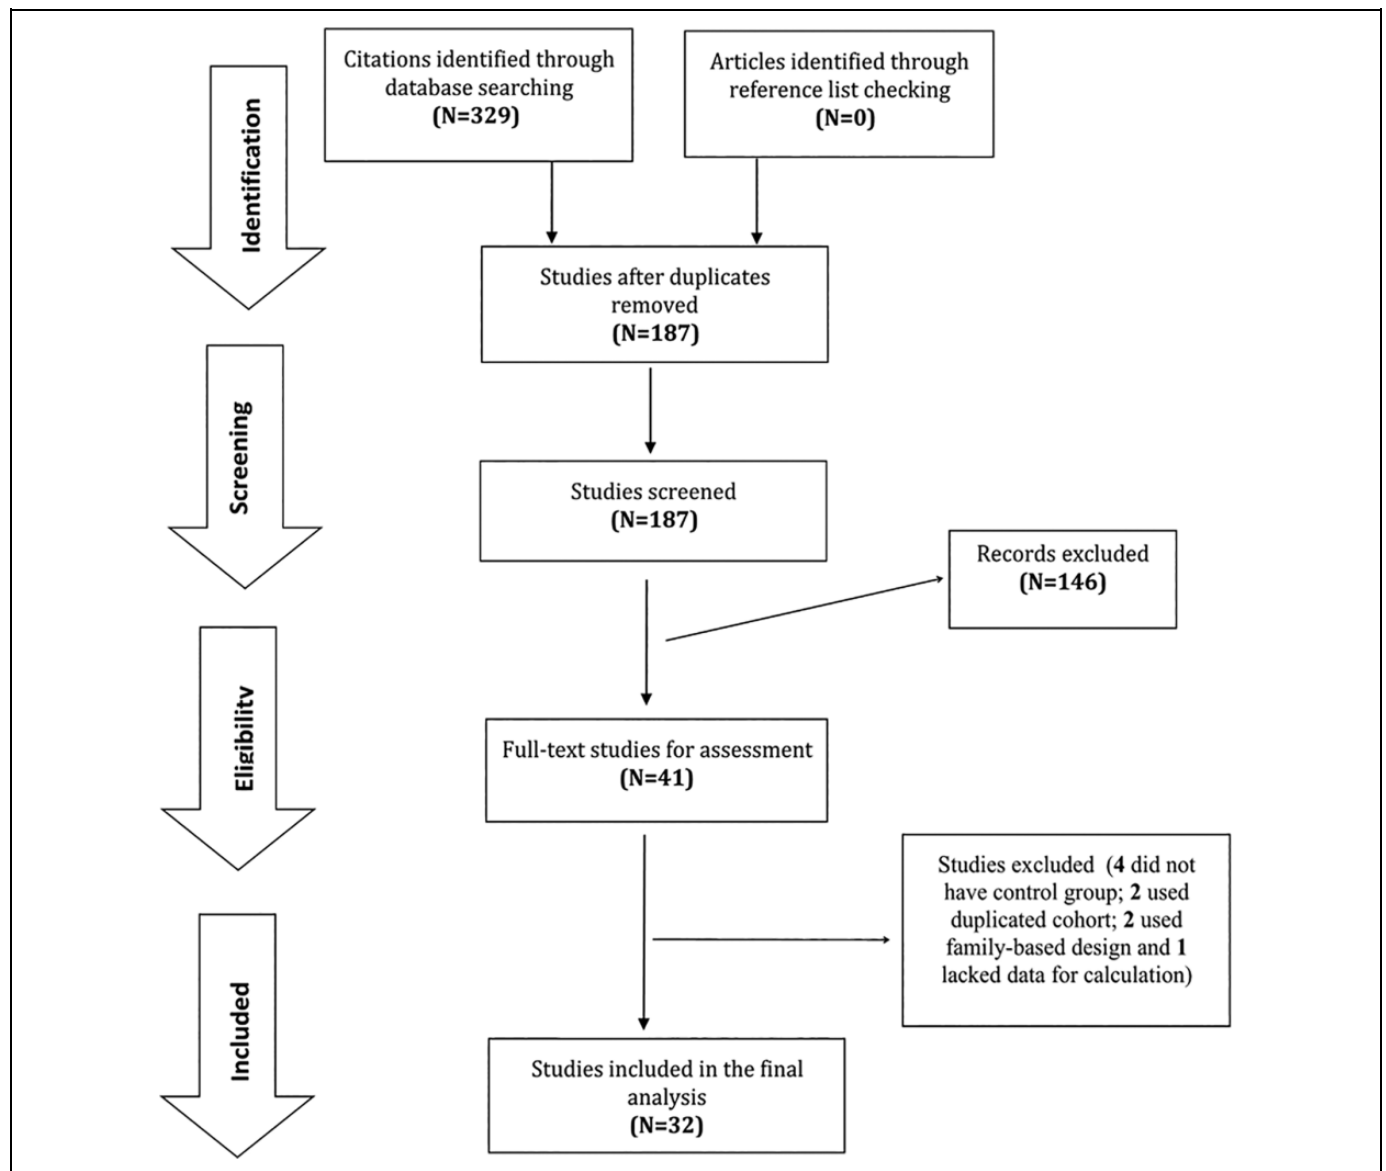 Identification
Citations identified through
database searching
(N=329)
Articles identified through
reference list checking
(N=0)
Studies after duplicates
removed
(N=187)
Screening
Studies screened
(N=187)
Records excluded
(N=146)
Eligibility
Full-text studies for assessment
(N=41)
Studies excluded (4 did not
have control group; 2 used
duplicated cohort; 2 used
family-based design and 1
lacked data for calculation)
Included
Studies included in the final
analysis
(N=32)